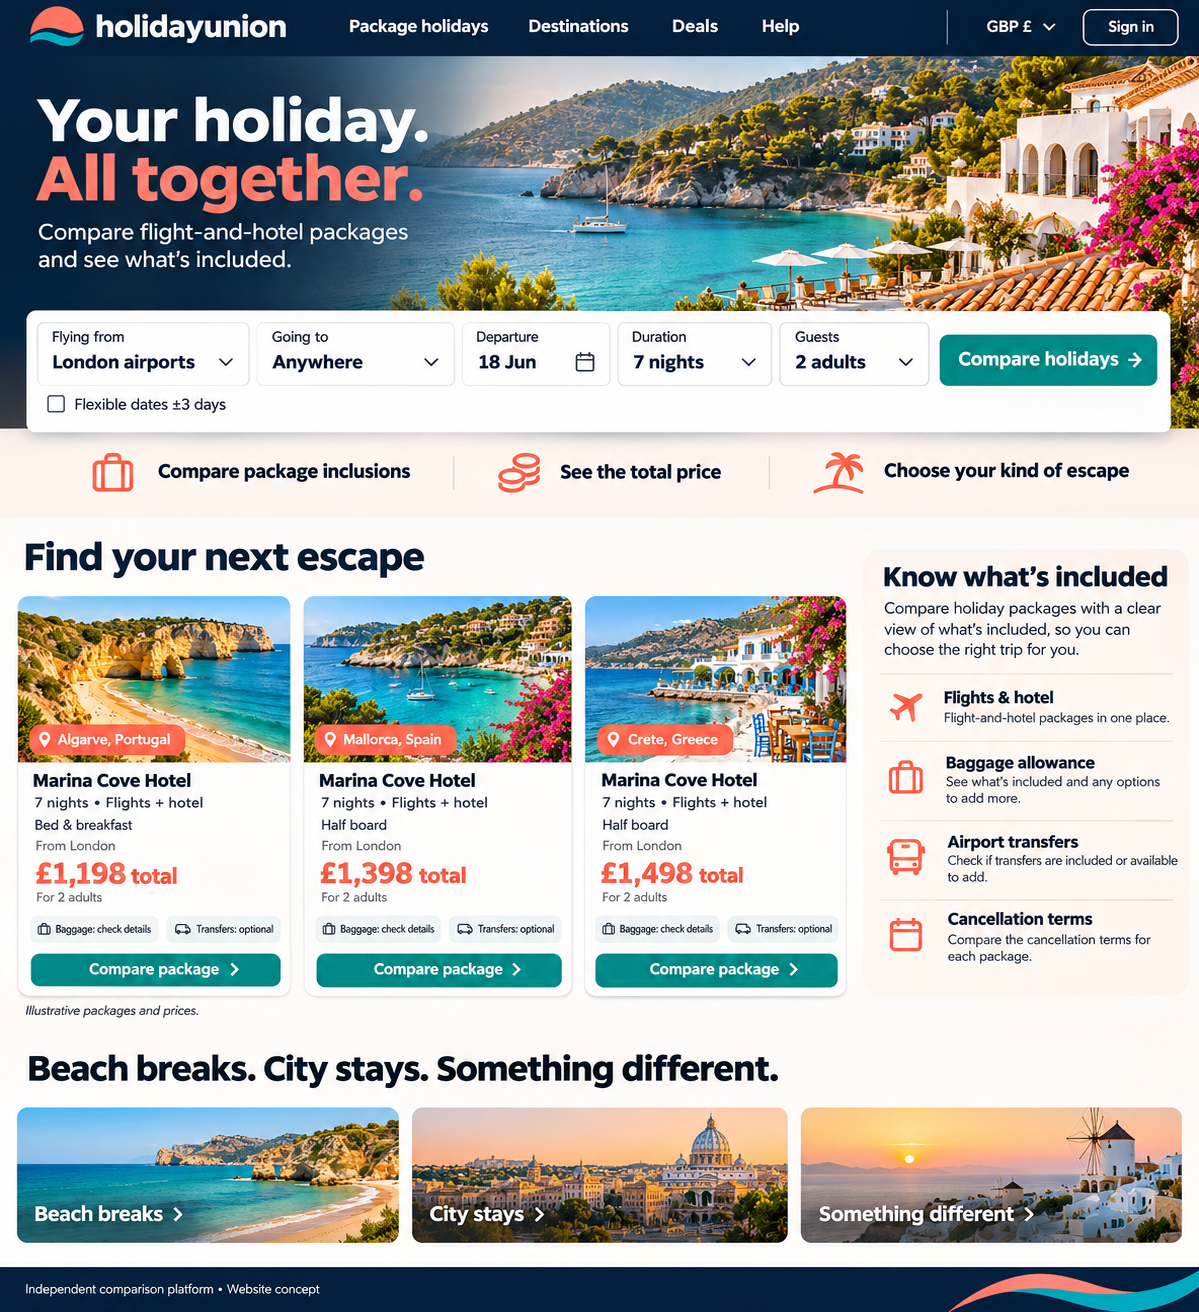 holidayunion
Package holidays
Destinations
Deals
Help
GBP £
Sign in
Your holiday.
All together.
Compare flight-and-hotel packages
and see what's included.
Flying from
London airports
Going to
Anywhere
Departure
18 Jun
Duration
7 nights
Guests
2 adults
Compare holidays →
Flexible dates ±3 days
Compare package inclusions
See the total price
Choose your kind of escape
Find your next escape
Algarve, Portugal
Marina Cove Hotel
7 nights • Flights + hotel
Bed & breakfast
From London
£1,198 total
For 2 adults
Baggage: check details
Transfers: optional
Compare package
Mallorca, Spain
Marina Cove Hotel
7 nights • Flights + hotel
Half board
From London
£1,398 total
For 2 adults
Baggage: check details
Transfers: optional
Compare package
Crete, Greece
Marina Cove Hotel
7 nights • Flights + hotel
Half board
From London
£1,498 total
For 2 adults
Baggage: check details
Transfers: optional
Compare package
Illustrative packages and prices.
Know what's included
Compare holiday packages with a clear
view of what's included, so you can
choose the right trip for you.
Flights & hotel
Flight-and-hotel packages in one place.
Baggage allowance
See what's included and any options
to add more.
Airport transfers
Check if transfers are included or available
to add.
Cancellation terms
Compare the cancellation terms for
each package.
Beach breaks. City stays. Something different.
Beach breaks
City stays
Something different
Independent comparison platform • Website concept